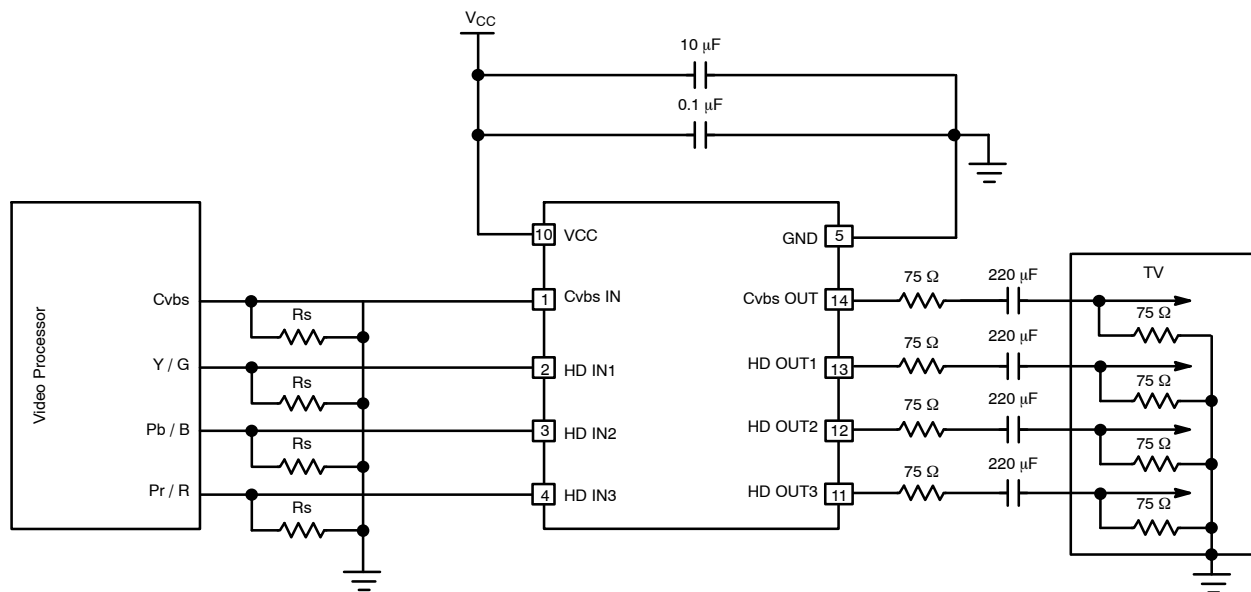 VCC
10 μF
0.1 μF
10 VCC
GND 5
Video Processor
Cvbs
Rs
1 Cvbs IN
Cvbs OUT 14
75 Ω
220 μF
TV
75 Ω
Y / G
Rs
2 HD IN1
HD OUT1 13
75 Ω
220 μF
75 Ω
Pb / B
Rs
3 HD IN2
HD OUT2 12
75 Ω
220 μF
75 Ω
Pr / R
Rs
4 HD IN3
HD OUT3 11
75 Ω
220 μF
75 Ω